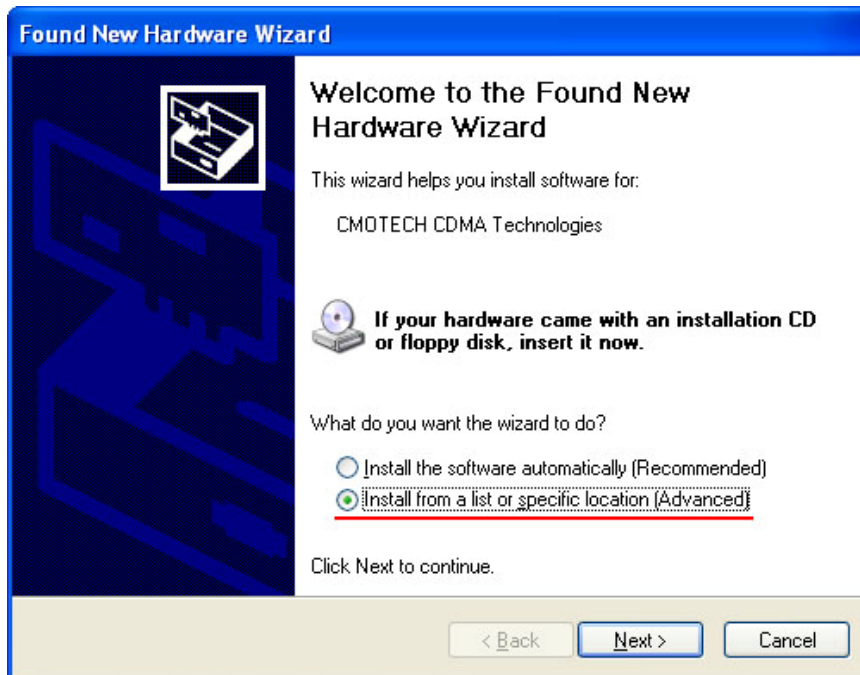 Found New Hardware Wizard
Welcome to the Found New
Hardware Wizard
This wizard helps you install software for:
CMOTECH CDMA Technologies
If your hardware came with an installation CD
or floppy disk, insert it now.
What do you want the wizard to do?
Install the software automatically (Recommended)
Install from a list or specific location (Advanced)
Click Next to continue.
< Back Next > Cancel